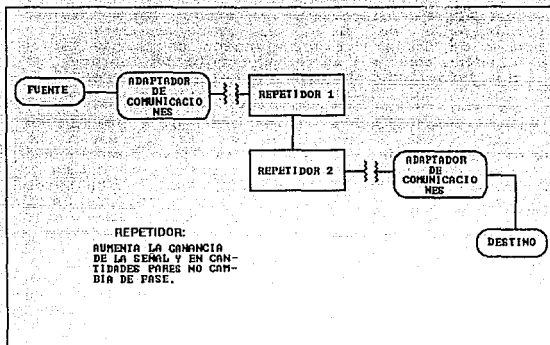 FUENTE
ADAPTADOR
DE
COMUNICACIO
NES
REPETIDOR 1
REPETIDOR 2
ADAPTADOR
DE
COMUNICACIO
NES
DESTINO
REPETIDOR:
AUMENTA LA GANANCIA
DE LA SEÑAL Y EN CAN-
TIDADES PARES NO CAM-
BIA DE FASE.